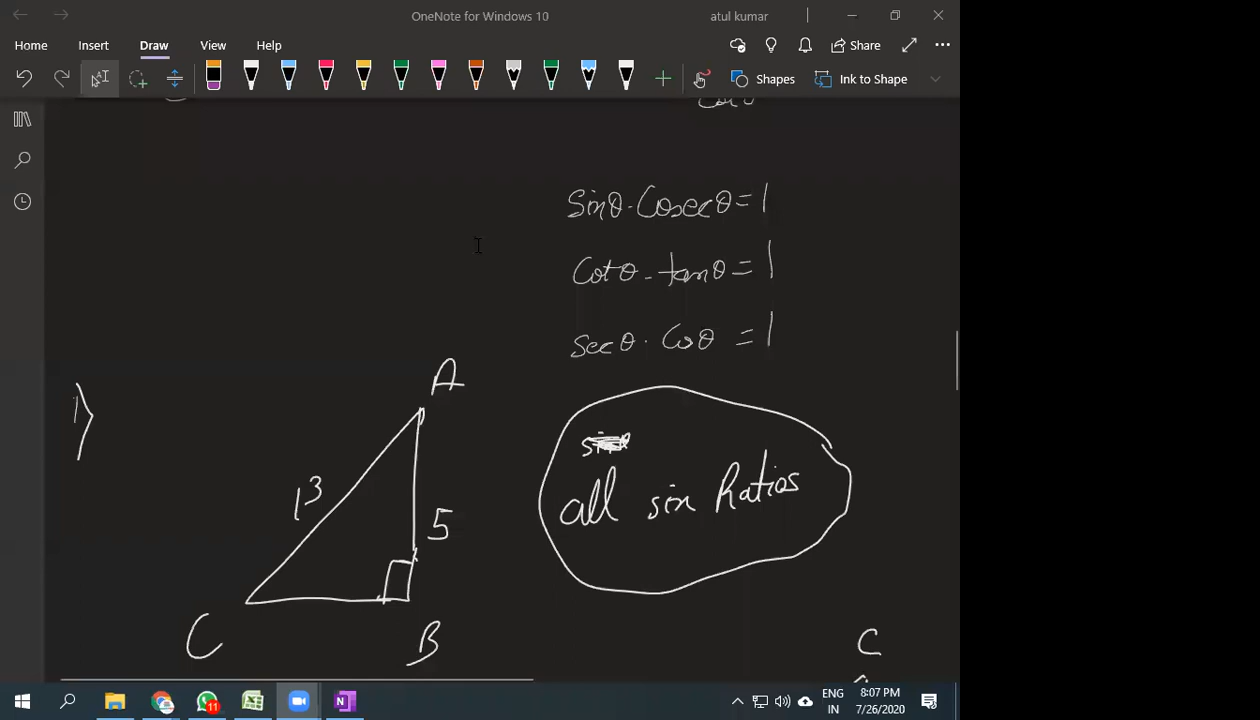 OneNote for Windows 10
atul kumar
Home Insert Draw View Help
Share
Shapes
Ink to Shape
sinθ·Cosecθ=1
Cotθ-tanθ=1
secθ·Cosθ=1
1)
A
13
5
C
B
all six Ratios
C
11
ENG
IN
8:07 PM
7/26/2020